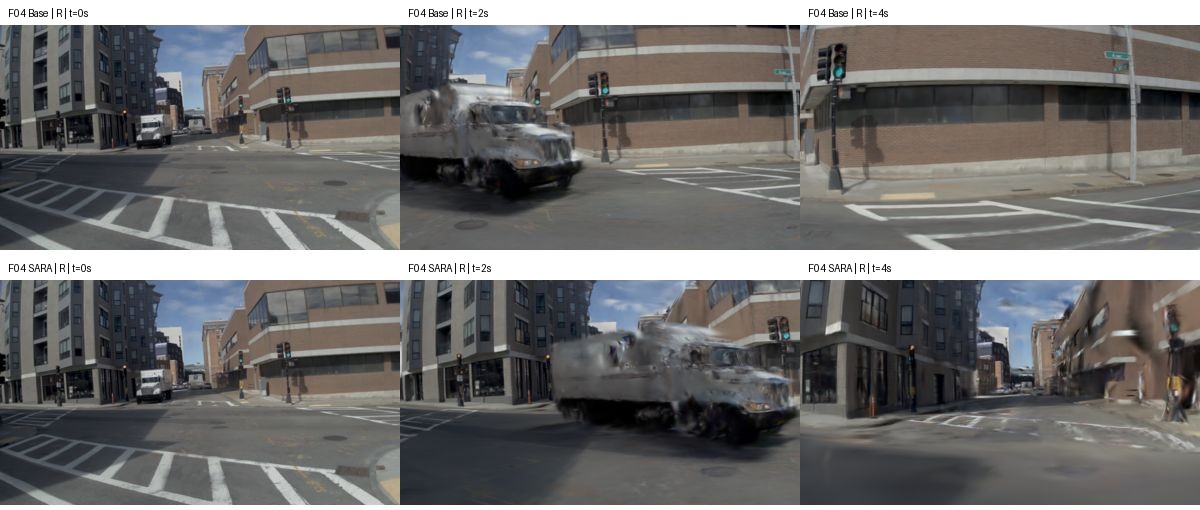 F04 Base | R | t=0s
F04 Base | R | t=2s
F04 Base | R | t=4s
F04 SARA | R | t=0s
F04 SARA | R | t=2s
F04 SARA | R | t=4s